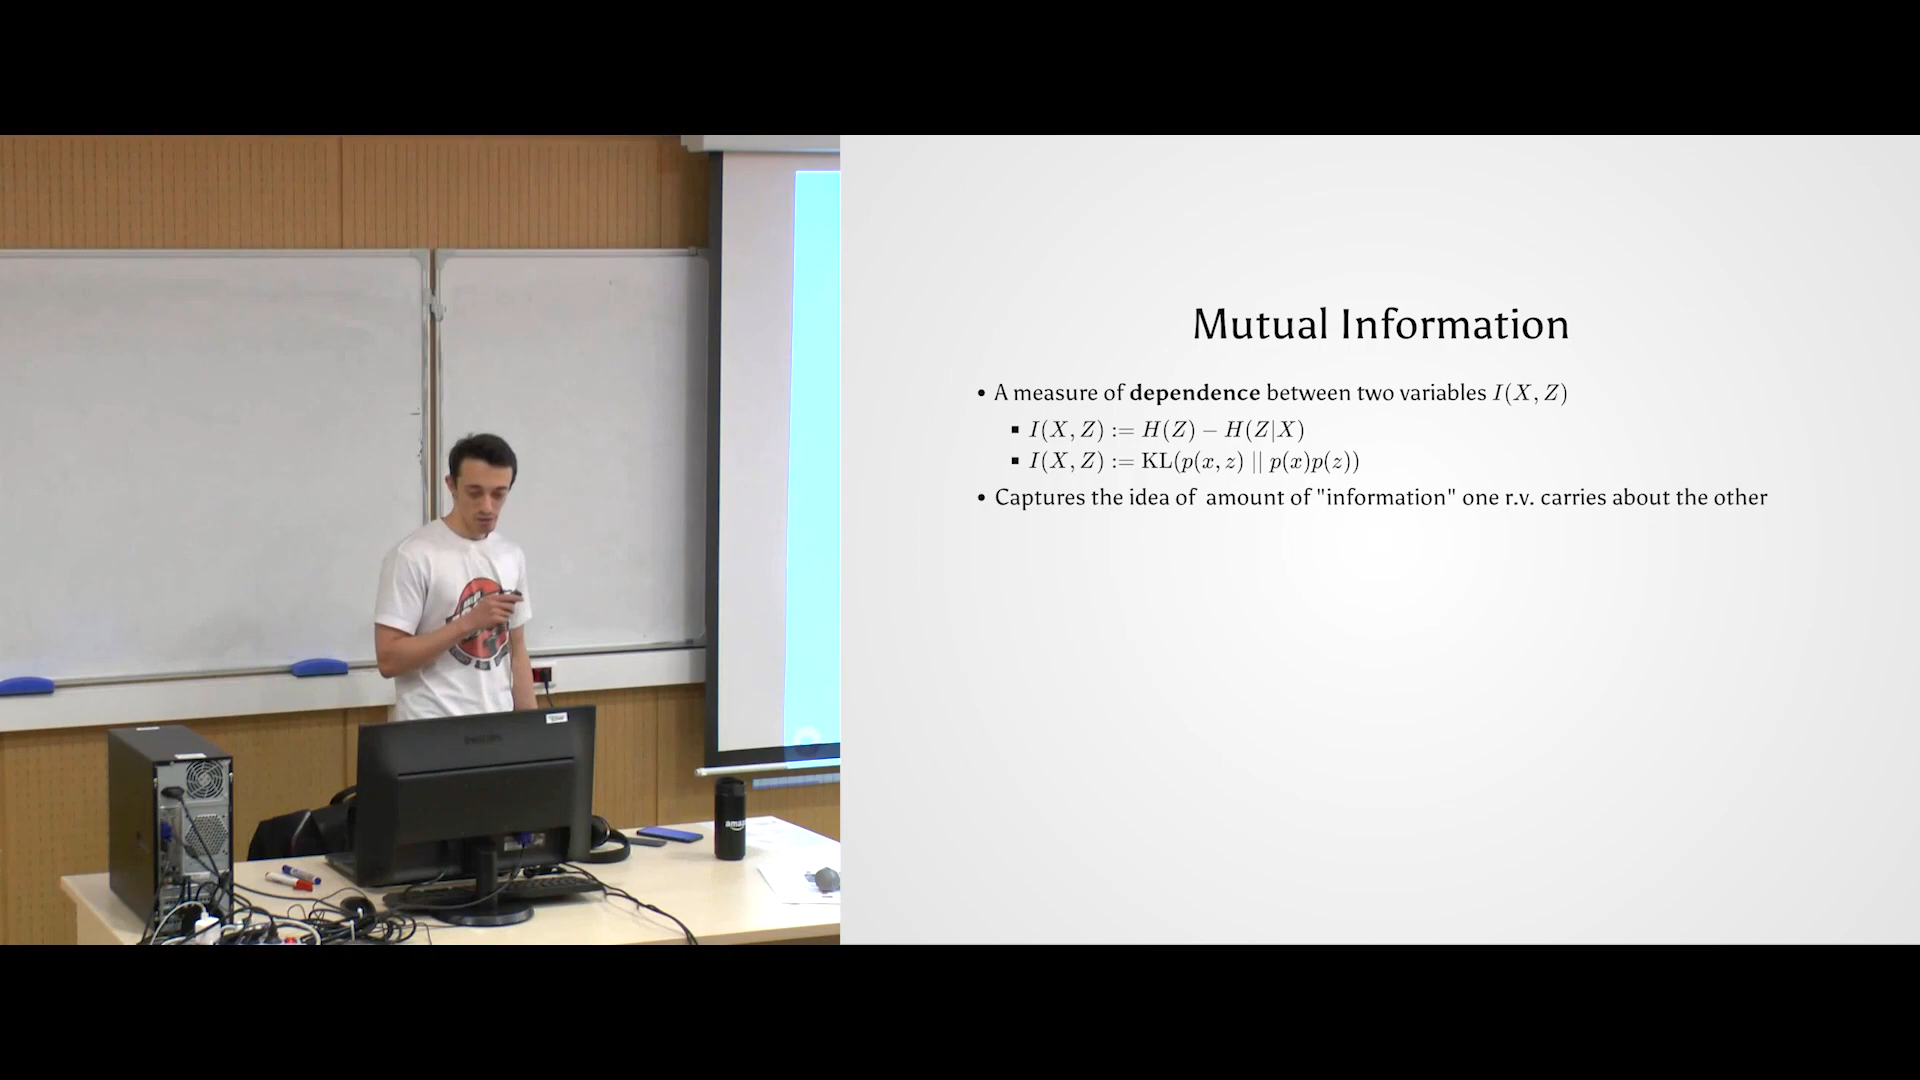 Mutual Information
• A measure of dependence between two variables I(X, Z)
▪ I(X, Z) := H(Z) − H(Z|X)
▪ I(X, Z) := KL(p(x, z) || p(x)p(z))
• Captures the idea of amount of "information" one r.v. carries about the other